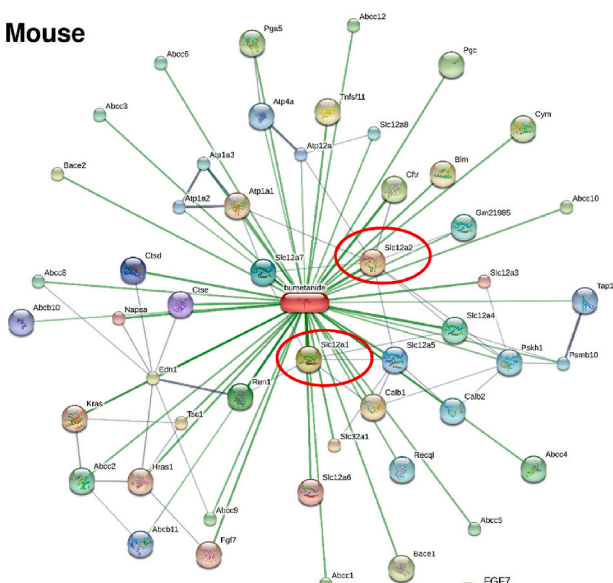 Mouse
Abcc12
Pga5
Abcc6
Pgc
Atp4a
Tnfsf11
Abcc3
Slc12a8
Cym
Atp12a
Atp1a3
Bace2
Blm
Cftr
Atp1a2
Atp1a1
Abcc10
Gm21985
Slc12a2
Ctsd
Slc12a7
Abcc8
Slc12a3
Tap1
bumetanide
Ctse
Abcb10
Napsa
Slc12a4
Slc12a1
Slc12a5
Pskh1
Psmb10
Edn1
Ren1
Calb1
Calb2
Kras
Tsc1
Slc32a1
Recql
Abcc4
Abcc2
Hras1
Slc12a6
Abcc9
Abcc5
Abcb11
Fgf7
Bace1
Abcc1
FGF7